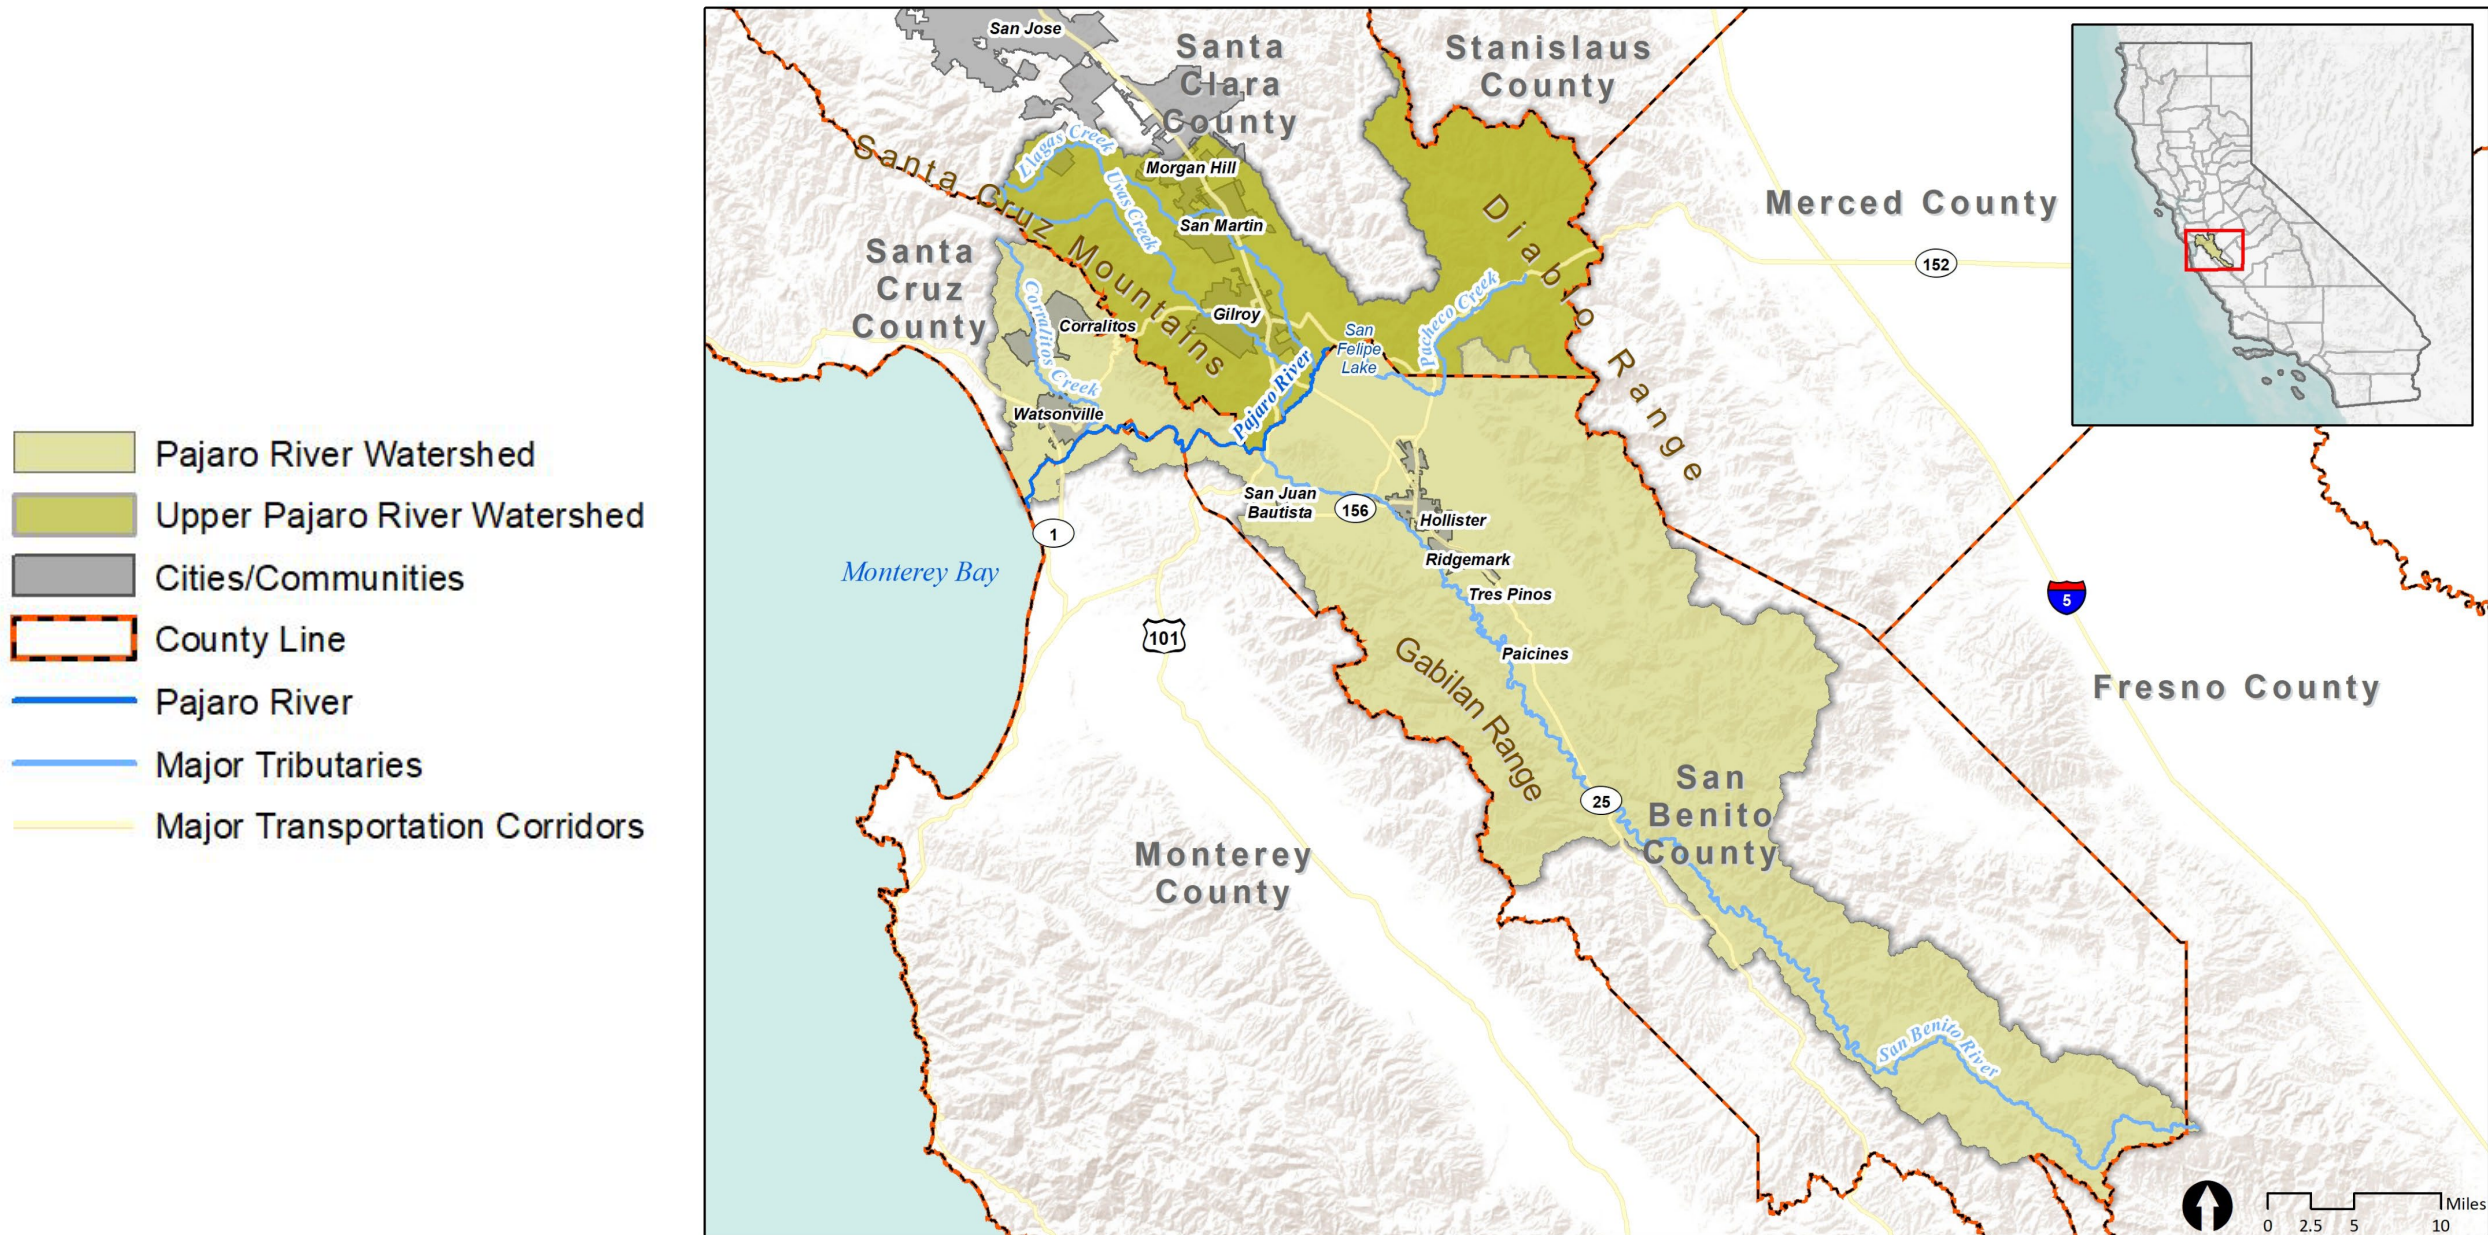 Pajaro River Watershed
Upper Pajaro River Watershed
Cities/Communities
County Line
Pajaro River
Major Tributaries
Major Transportation Corridors
San Jose
Santa
Clara
County
Stanislaus
County
Merced County
152
Santa Cruz Mountains
Llagas Creek
Uvas Creek
Morgan Hill
San Martin
Diablo Range
Santa
Cruz
County
Corralitos Creek
Corralitos
Gilroy
Pacheco Creek
San
Felipe
Lake
Pajaro River
Watsonville
San Juan
Bautista
156
Hollister
1
Ridgemark
Monterey Bay
Tres Pinos
5
101
Paicines
Gabilan Range
Fresno County
25
San
Benito
County
Monterey
County
San Benito River
Miles
0 2.5 5 10